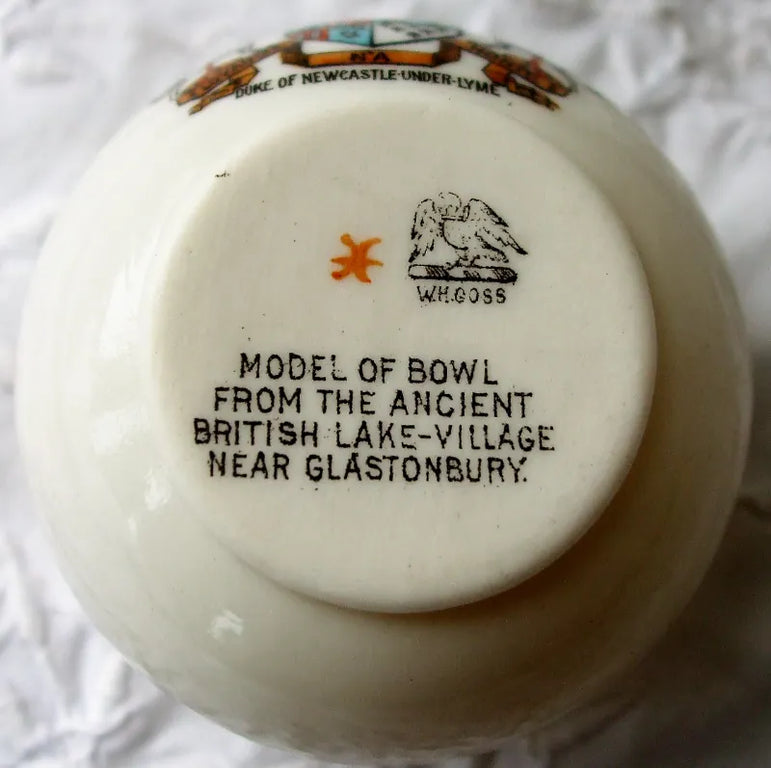 DUKE OF NEWCASTLE-UNDER-LYME
W.H.GOSS
MODEL OF BOWL
FROM THE ANCIENT
BRITISH LAKE-VILLAGE
NEAR GLASTONBURY.